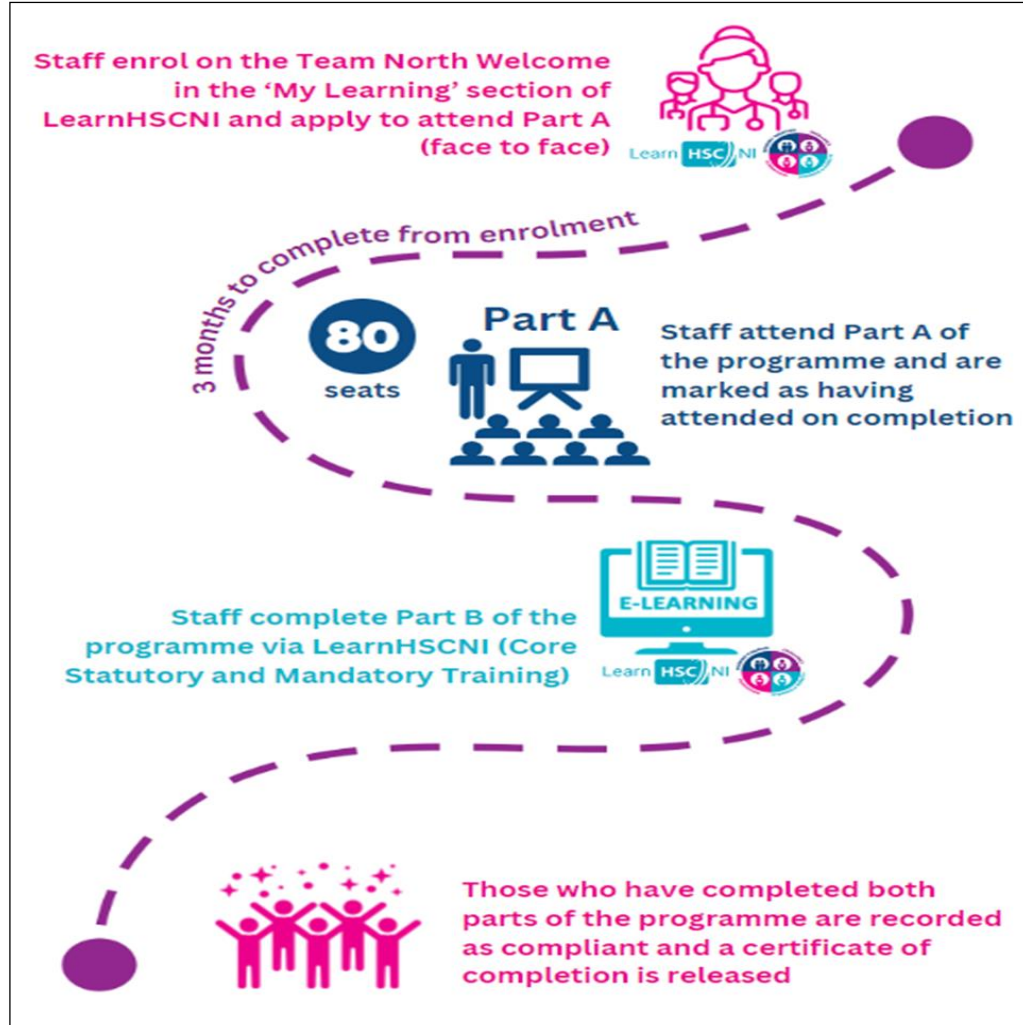 Staff enrol on the Team North Welcome
in the ‘My Learning’ section of
LearnHSCNI and apply to attend Part A
(face to face)
Learn HSC NI
3 months to complete from enrolment
80
seats
Part A
Staff attend Part A of
the programme and are
marked as having
attended on completion
E-LEARNING
Staff complete Part B of the
programme via LearnHSCNI (Core
Statutory and Mandatory Training)
Learn HSC NI
Those who have completed both
parts of the programme are recorded
as compliant and a certificate of
completion is released